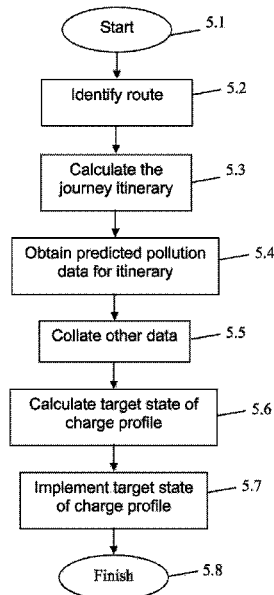 Start
5.1
Identify route
5.2
Calculate the
journey itinerary
5.3
Obtain predicted pollution
data for itinerary
5.4
Collate other data
5.5
Calculate target state of
charge profile
5.6
Implement target state
of charge profile
5.7
Finish
5.8